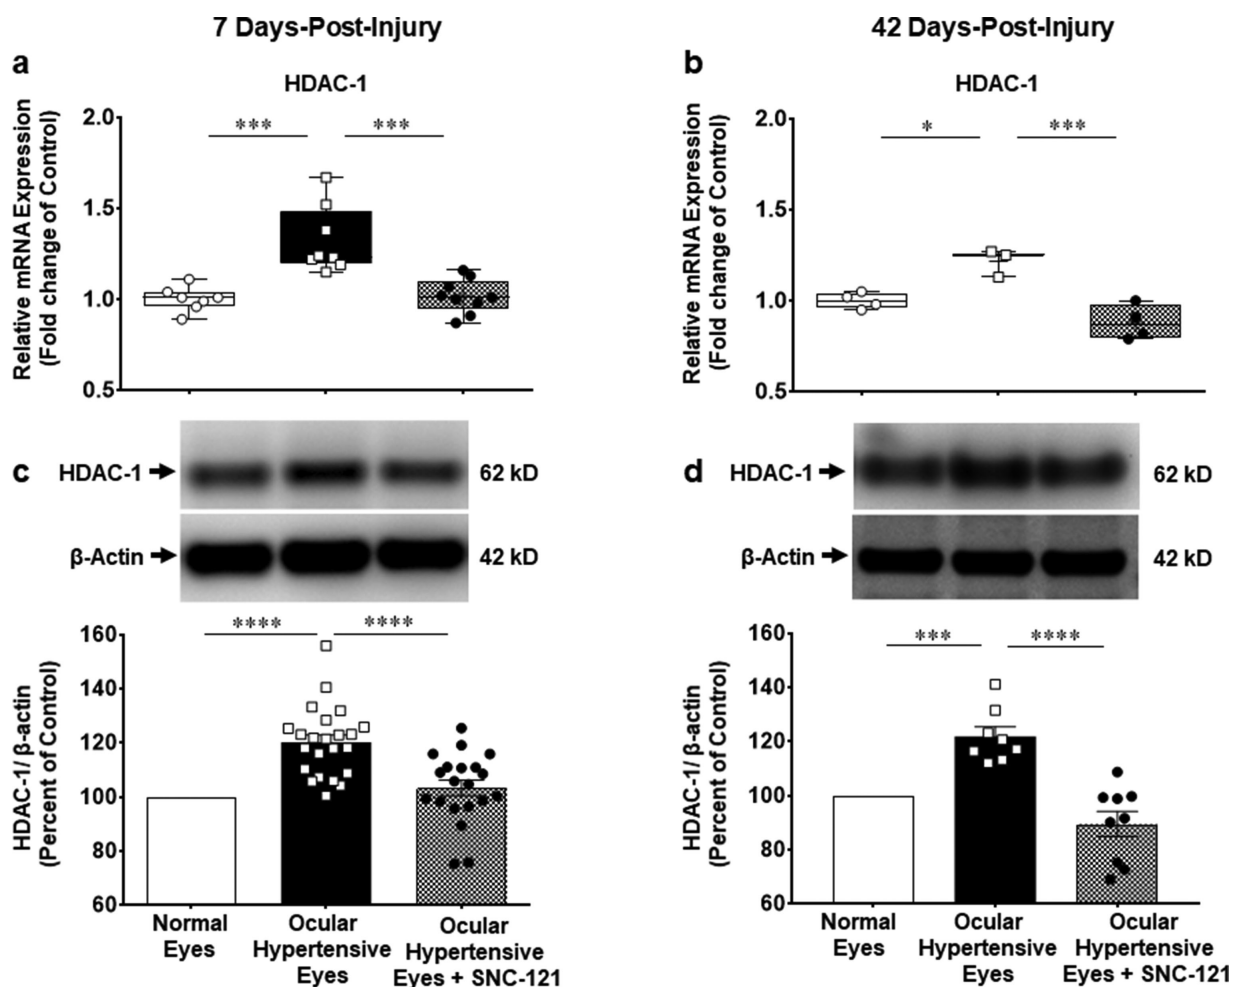 7 Days-Post-Injury
42 Days-Post-Injury
a
HDAC-1
Relative mRNA Expression
(Fold change of Control)
2.0
1.5
1.0
0.5
***
***
b
HDAC-1
Relative mRNA Expression
(Fold change of Control)
2.0
1.5
1.0
0.5
*
***
c
HDAC-1
62 kD
β-Actin
42 kD
HDAC-1/ β-actin
(Percent of Control)
160
140
120
100
80
60
****
****
Normal
Eyes
Ocular
Hypertensive
Eyes
Ocular
Hypertensive
Eyes + SNC-121
d
HDAC-1
62 kD
β-Actin
42 kD
HDAC-1/ β-actin
(Percent of Control)
160
140
120
100
80
60
***
****
Normal
Eyes
Ocular
Hypertensive
Eyes
Ocular
Hypertensive
Eyes + SNC-121